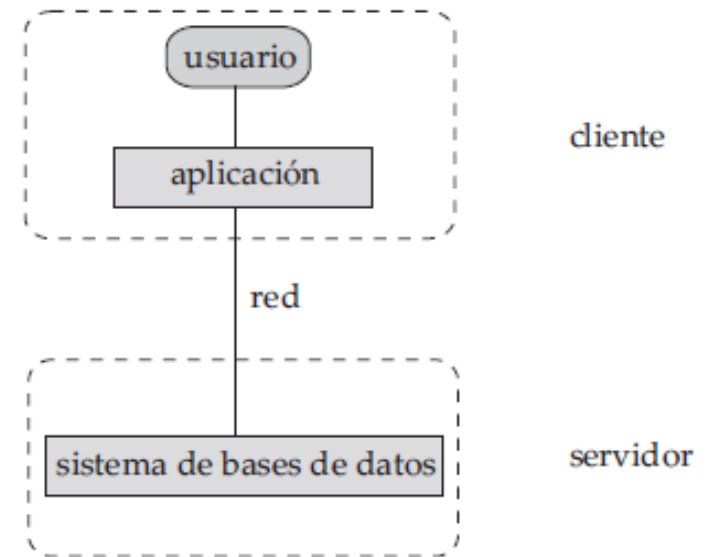 usuario
cliente
aplicación
red
sistema de bases de datos
servidor